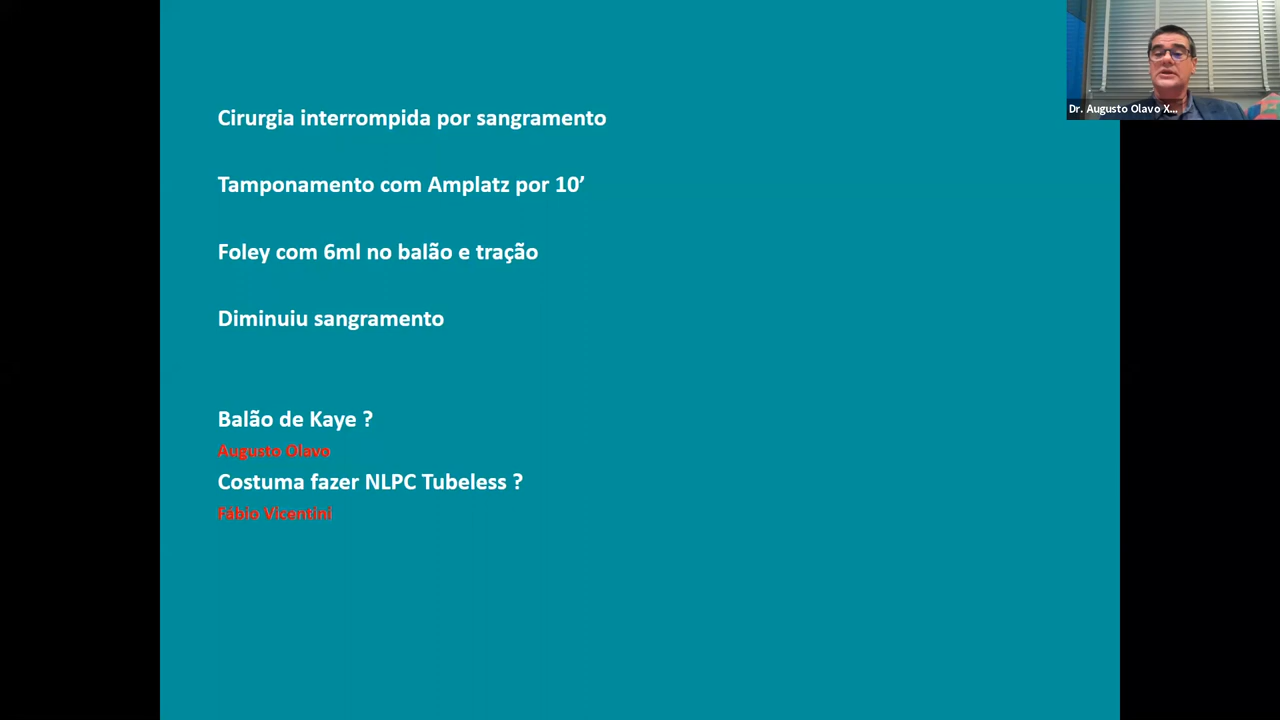 Cirurgia interrompida por sangramento
Tamponamento com Amplatz por 10’
Foley com 6ml no balão e tração
Diminuiu sangramento
Balão de Kaye ?
Augusto Olavo
Costuma fazer NLPC Tubeless ?
Fábio Vicentini
Dr. Augusto Olavo X...